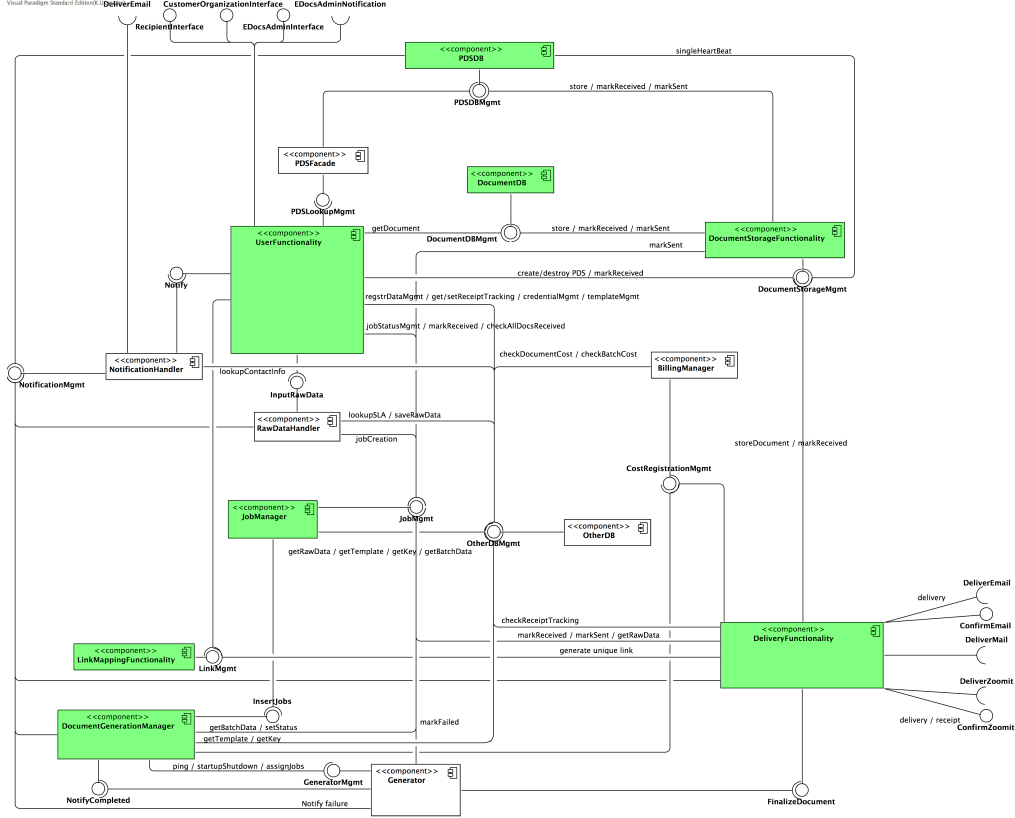 Visual Paradigm Standard Edition
DeliverEmail
CustomerOrganizationInterface
EDocsAdminNotification
RecipientInterface
EDocsAdminInterface
<<component>>
PDSDB
singleHeartBeat
store / markReceived / markSent
PDSDBMgmt
<<component>>
PDSFacade
<<component>>
DocumentDB
PDSLookupMgmt
<<component>>
UserFunctionality
getDocument
DocumentDBMgmt
store / markReceived / markSent
<<component>>
DocumentStorageFunctionality
markSent
create/destroy PDS / markReceived
Notify
DocumentStorageMgmt
regstrDataMgmt / get/setReceiptTracking / credentialMgmt / templateMgmt
jobStatusMgmt / markReceived / checkAllDocsReceived
<<component>>
NotificationHandler
checkDocumentCost / checkBatchCost
<<component>>
BillingManager
lookupContactInfo
NotificationMgmt
InputRawData
<<component>>
RawDataHandler
lookupSLA / saveRawData
jobCreation
storeDocument / markReceived
CostRegistrationMgmt
<<component>>
JobManager
JobMgmt
<<component>>
OtherDB
OtherDBMgmt
getRawData / getTemplate / getKey / getBatchData
DeliverEmail
delivery
ConfirmEmail
checkReceiptTracking
<<component>>
DeliveryFunctionality
markReceived / markSent / getRawData
DeliverMail
<<component>>
LinkMappingFunctionality
generate unique link
LinkMgmt
DeliverZoomit
InsertJobs
<<component>>
DocumentGenerationManager
markFailed
delivery / receipt
ConfirmZoomit
getBatchData / setStatus
getTemplate / getKey
ping / startupShutdown / assignJobs
<<component>>
Generator
GeneratorMgmt
NotifyCompleted
Notify failure
FinalizeDocument